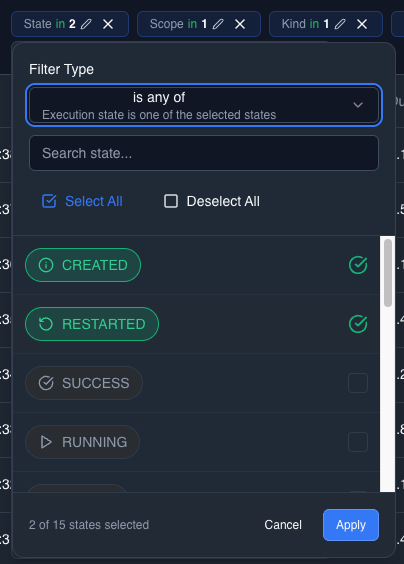 State in 2 Scope in 1 Kind in 1
Filter Type
is any of
Execution state is one of the selected states
Search state...
Select All Deselect All
CREATED
RESTARTED
SUCCESS
RUNNING
2 of 15 states selected Cancel Apply